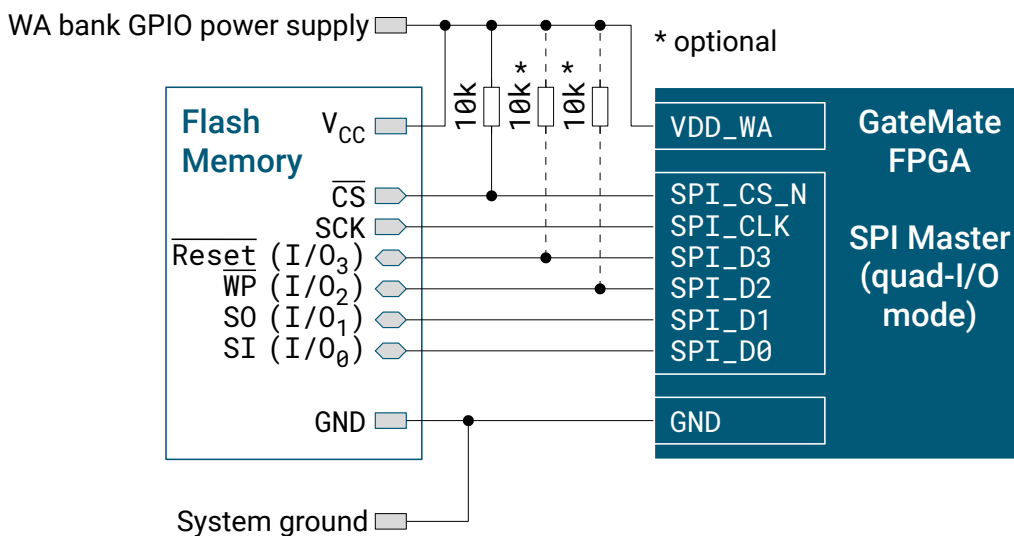 WA bank GPIO power supply
* optional
10k
10k*
10k*
Flash
Memory
VCC
CS
SCK
Reset (I/O3)
WP (I/O2)
SO (I/O1)
SI (I/O0)
GND
VDD_WA
SPI_CS_N
SPI_CLK
SPI_D3
SPI_D2
SPI_D1
SPI_D0
GND
GateMate
FPGA
SPI Master
(quad-I/O
mode)
System ground